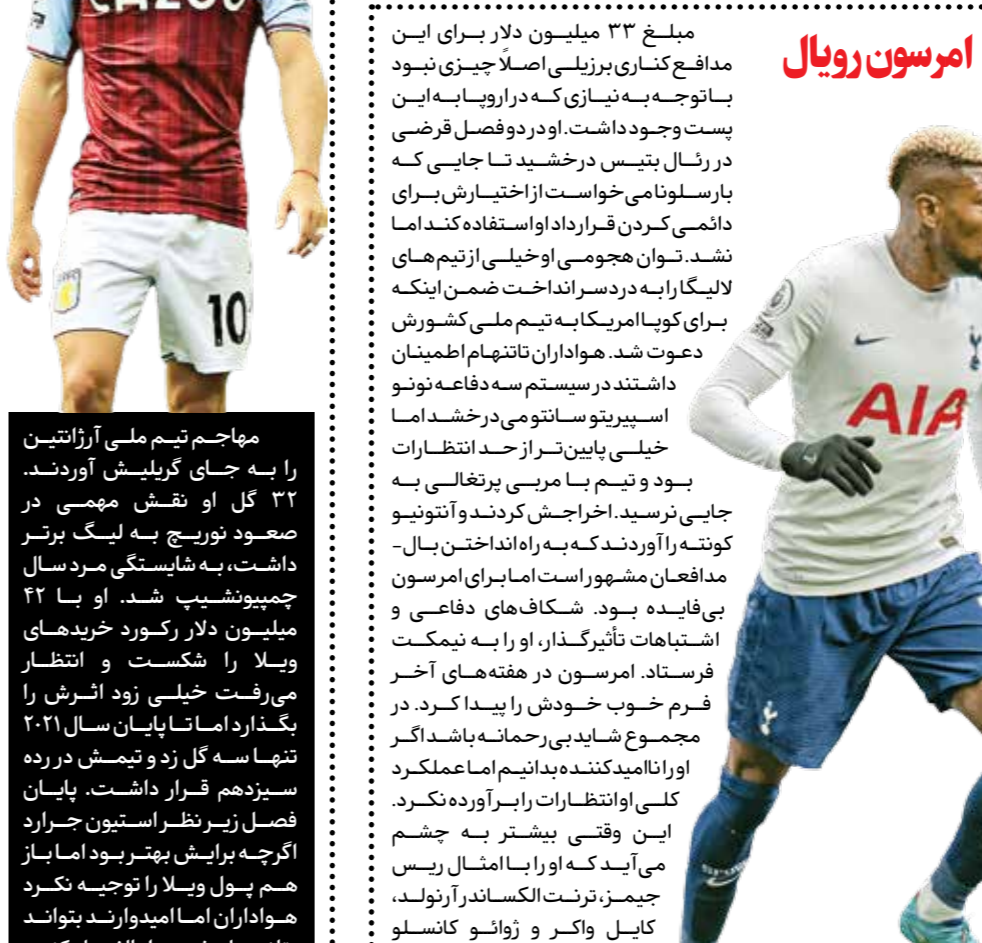 امرسون رویال
مبلغ ۳۳ میلیون دلار برای این
مدافع کناری برزیلی اصلاً چیزی نبود
با توجه به نیازی که در اروپا به این
پست وجود داشت. او در دو فصل قرضی
در رئال بتیس درخشید تا جایی که
بارسلونا می‌خواست از اختیارش برای
دائمی کردن قرارداد او استفاده کند اما
نشد. توان هجومی او خیلی از تیم‌های
لالیگا را به دردسر انداخت ضمن اینکه
برای کوپا امریکا به تیم ملی کشورش
دعوت شد. هواداران تاتنهام اطمینان
داشتند در سیستم سه دفاعه نونو
اسپیریتو سانتو می‌درخشد اما
خیلی پایین‌تر از حد انتظارات
بود و تیم با مربی پرتغالی به
جایی نرسید. اخراجش کردند و آنتونیو
کونته را آوردند که به راه انداختن بال-
مدافعان مشهور است اما برای امرسون
بی‌فایده بود. شکاف‌های دفاعی و
اشتباهات تأثیرگذار، او را به نیمکت
فرستاد. امرسون در هفته‌های آخر
فرم خوب خودش را پیدا کرد. در
مجموع شاید بی‌رحمانه باشد اگر
او را ناامیدکننده بدانیم اما عملکرد
کلی او انتظارات را برآورده نکرد.
این وقتی بیشتر به چشم
می‌آید که او را با امثال ریس
جیمز، ترنت الکساندر آرنولد،
کایل واکر و ژوائو کانسلو
AIA
10
مهاجم تیم ملی آرژانتین
را به جای گریلیش آوردند.
۳۲ گل او نقش مهمی در
صعود نوریچ به لیگ برتر
داشت، به شایستگی مرد سال
چمپیونشیپ شد. او با ۴۲
میلیون دلار رکورد خریدهای
ویلا را شکست و انتظار
می‌رفت خیلی زود اثرش را
بگذارد اما تا پایان سال ۲۰۲۱
تنها سه گل زد و تیمش در رده
سیزدهم قرار داشت. پایان
فصل زیر نظر استیون جرارد
اگرچه برایش بهتر بود اما باز
هم پول ویلا را توجیه نکرد
هواداران اما امیدوارند بتواند